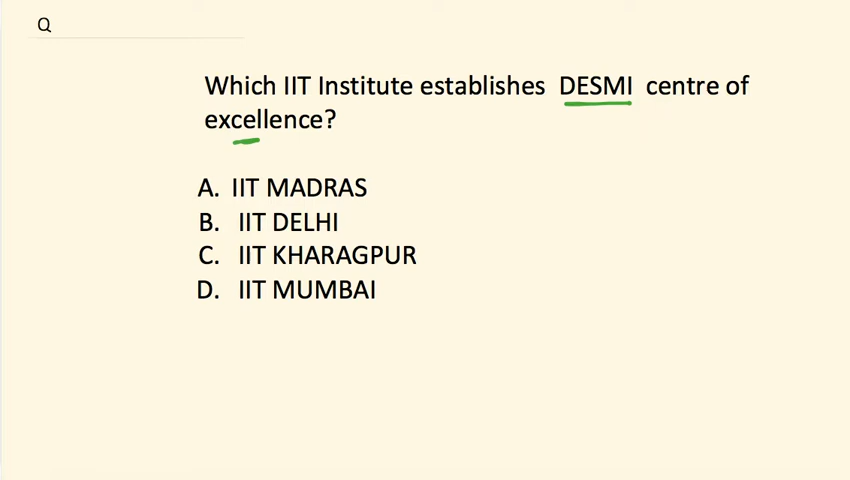 Q
Which IIT Institute establishes DESMI centre of
excellence?
A. IIT MADRAS
B. IIT DELHI
C. IIT KHARAGPUR
D. IIT MUMBAI